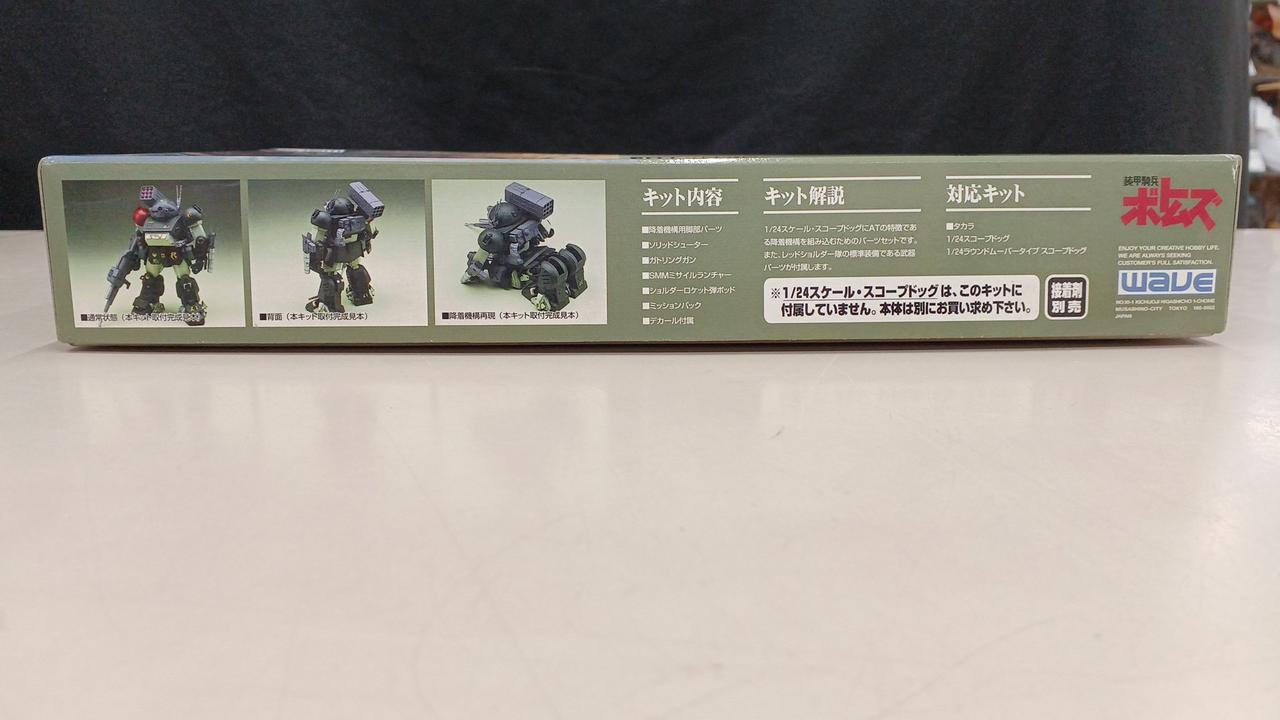 ■通常状態(本キット取付完成見本)
■背面(本キット取付完成見本)
■降着機構再現(本キット取付完成見本)
キット内容
■降着機構用脚部パーツ
■ソリッドシューター
■ガトリングガン
■SMMミサイルランチャー
■ショルダーロケット弾ポッド
■ミッションパック
■デカール付属
キット解説
1/24スケール・スコープドッグにATの特徴であ
る降着機構を組み込むためのパーツセットです。
また、レッドショルダー隊の標準装備である武器
パーツが付属します。
対応キット
■タカラ
1/24スコープドッグ
1/24ラウンドムーバータイプ スコープドッグ
※1/24スケール・スコープドッグは、このキットに
付属していません。本体は別にお買い求め下さい。
接着剤
別売
装甲騎兵
ボトムズ
ENJOY YOUR CREATIVE HOBBY LIFE.
WE ARE ALWAYS SEEKING
CUSTOMER'S FULL SATISFACTION.
WAVE
KICHIJOJI HIGASHICHO 1-CHOME
MUSASHINO-CITY TOKYO
JAPAN